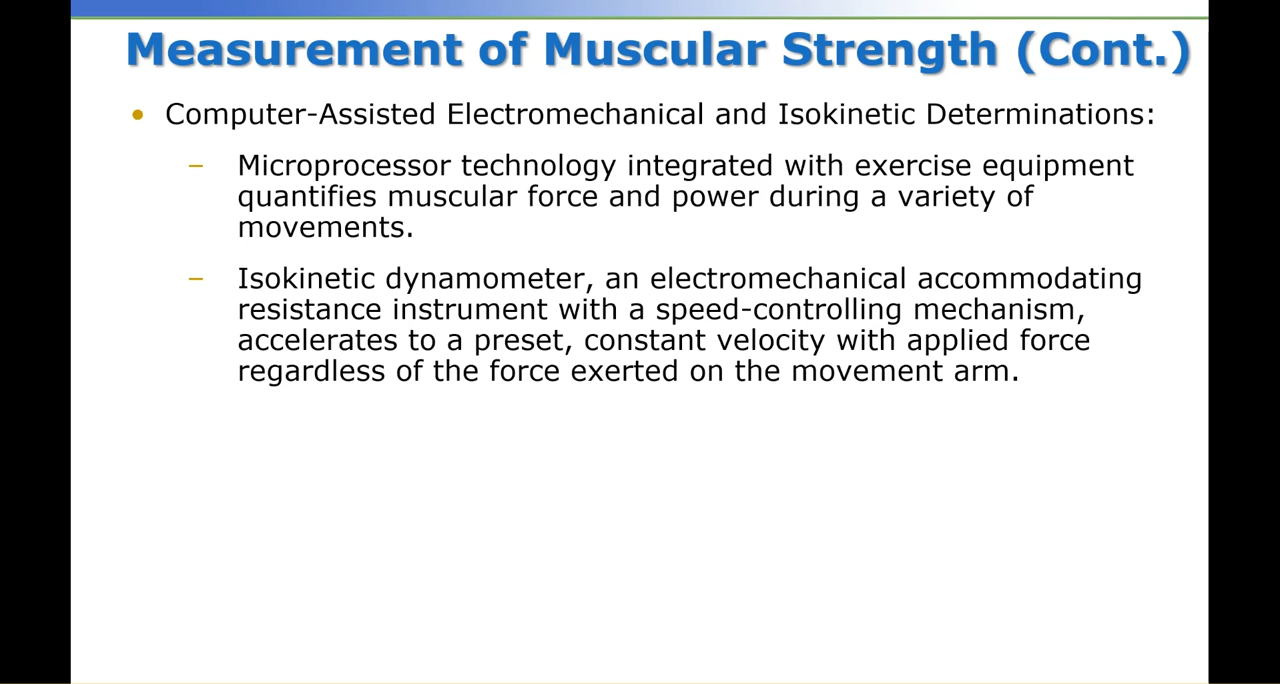 Measurement of Muscular Strength (Cont.)
• Computer-Assisted Electromechanical and Isokinetic Determinations:
– Microprocessor technology integrated with exercise equipment
quantifies muscular force and power during a variety of
movements.
– Isokinetic dynamometer, an electromechanical accommodating
resistance instrument with a speed-controlling mechanism,
accelerates to a preset, constant velocity with applied force
regardless of the force exerted on the movement arm.